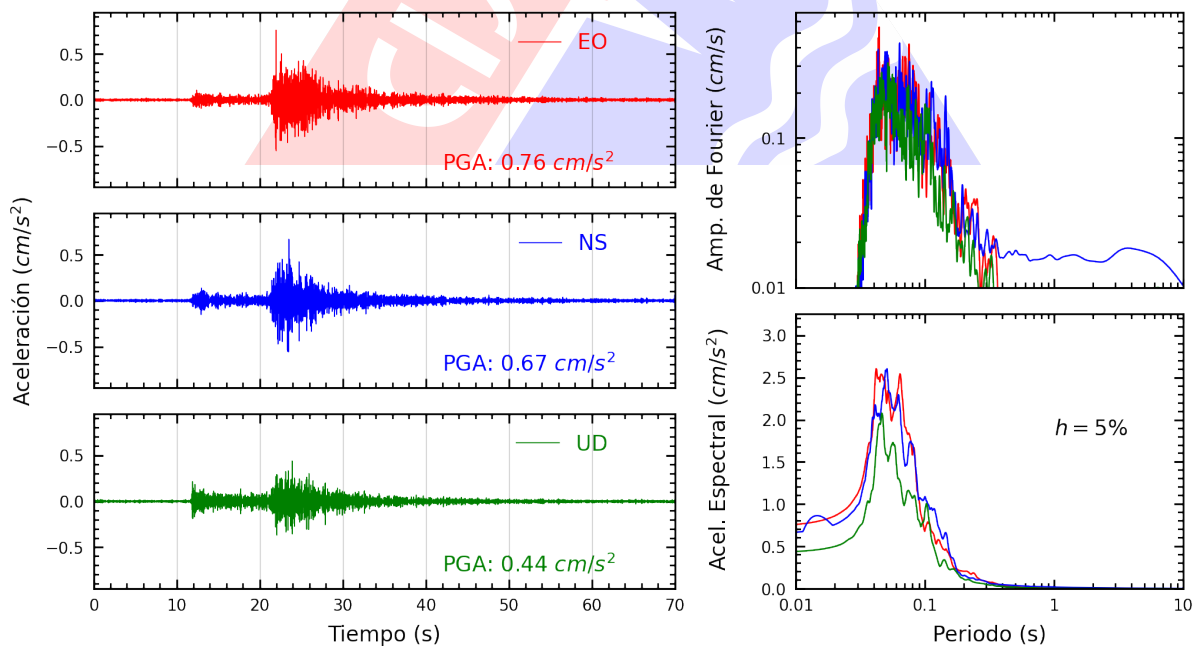 Aceleración (cm/s²)
0.5
0.0
−0.5
EO
PGA: 0.76 cm/s²
0.5
0.0
−0.5
NS
PGA: 0.67 cm/s²
0.5
0.0
−0.5
UD
PGA: 0.44 cm/s²
0 10 20 30 40 50 60 70
Tiempo (s)
Amp. de Fourier (cm/s)
0.1
0.01
Acel. Espectral (cm/s²)
3.0
2.5
2.0
1.5
1.0
0.5
0.0
h = 5%
0.01 0.1 1 10
Periodo (s)